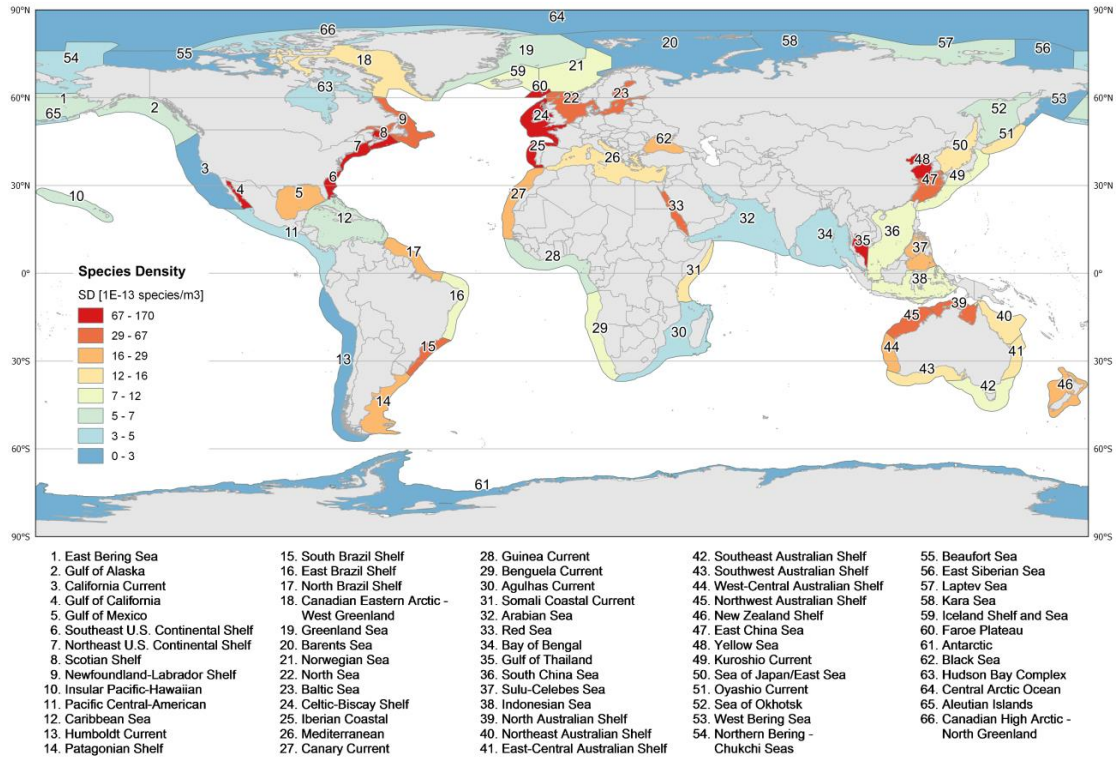 90°N
90°N
64
66
55
20
58
57
56
54
19
18
21
59
63
60
60°N
60°N
1
65
2
22
23
53
52
24
9
8
51
7
25
62
50
3
26
48
49
6
47
30°N
30°N
4
5
27
10
12
33
32
36
35
11
34
37
17
28
31
38
0°
0°
Species Density
SD [1E-13 species/m3]
67 - 170
29 - 67
16 - 29
12 - 16
7 - 12
5 - 7
3 - 5
0 - 3
16
39
45
40
29
30
15
44
41
13
43
42
46
14
30°S
30°S
60°S
60°S
61
90°S
90°S
1. East Bering Sea
2. Gulf of Alaska
3. California Current
4. Gulf of California
5. Gulf of Mexico
6. Southeast U.S. Continental Shelf
7. Northeast U.S. Continental Shelf
8. Scotian Shelf
9. Newfoundland-Labrador Shelf
10. Insular Pacific-Hawaiian
11. Pacific Central-American
12. Caribbean Sea
13. Humboldt Current
14. Patagonian Shelf
15. South Brazil Shelf
16. East Brazil Shelf
17. North Brazil Shelf
18. Canadian Eastern Arctic -
West Greenland
19. Greenland Sea
20. Barents Sea
21. Norwegian Sea
22. North Sea
23. Baltic Sea
24. Celtic-Biscay Shelf
25. Iberian Coastal
26. Mediterranean
27. Canary Current
28. Guinea Current
29. Benguela Current
30. Agulhas Current
31. Somali Coastal Current
32. Arabian Sea
33. Red Sea
34. Bay of Bengal
35. Gulf of Thailand
36. South China Sea
37. Sulu-Celebes Sea
38. Indonesian Sea
39. North Australian Shelf
40. Northeast Australian Shelf
41. East-Central Australian Shelf
42. Southeast Australian Shelf
43. Southwest Australian Shelf
44. West-Central Australian Shelf
45. Northwest Australian Shelf
46. New Zealand Shelf
47. East China Sea
48. Yellow Sea
49. Kuroshio Current
50. Sea of Japan/East Sea
51. Oyashio Current
52. Sea of Okhotsk
53. West Bering Sea
54. Northern Bering -
Chukchi Seas
55. Beaufort Sea
56. East Siberian Sea
57. Laptev Sea
58. Kara Sea
59. Iceland Shelf and Sea
60. Faroe Plateau
61. Antarctic
62. Black Sea
63. Hudson Bay Complex
64. Central Arctic Ocean
65. Aleutian Islands
66. Canadian High Arctic -
North Greenland